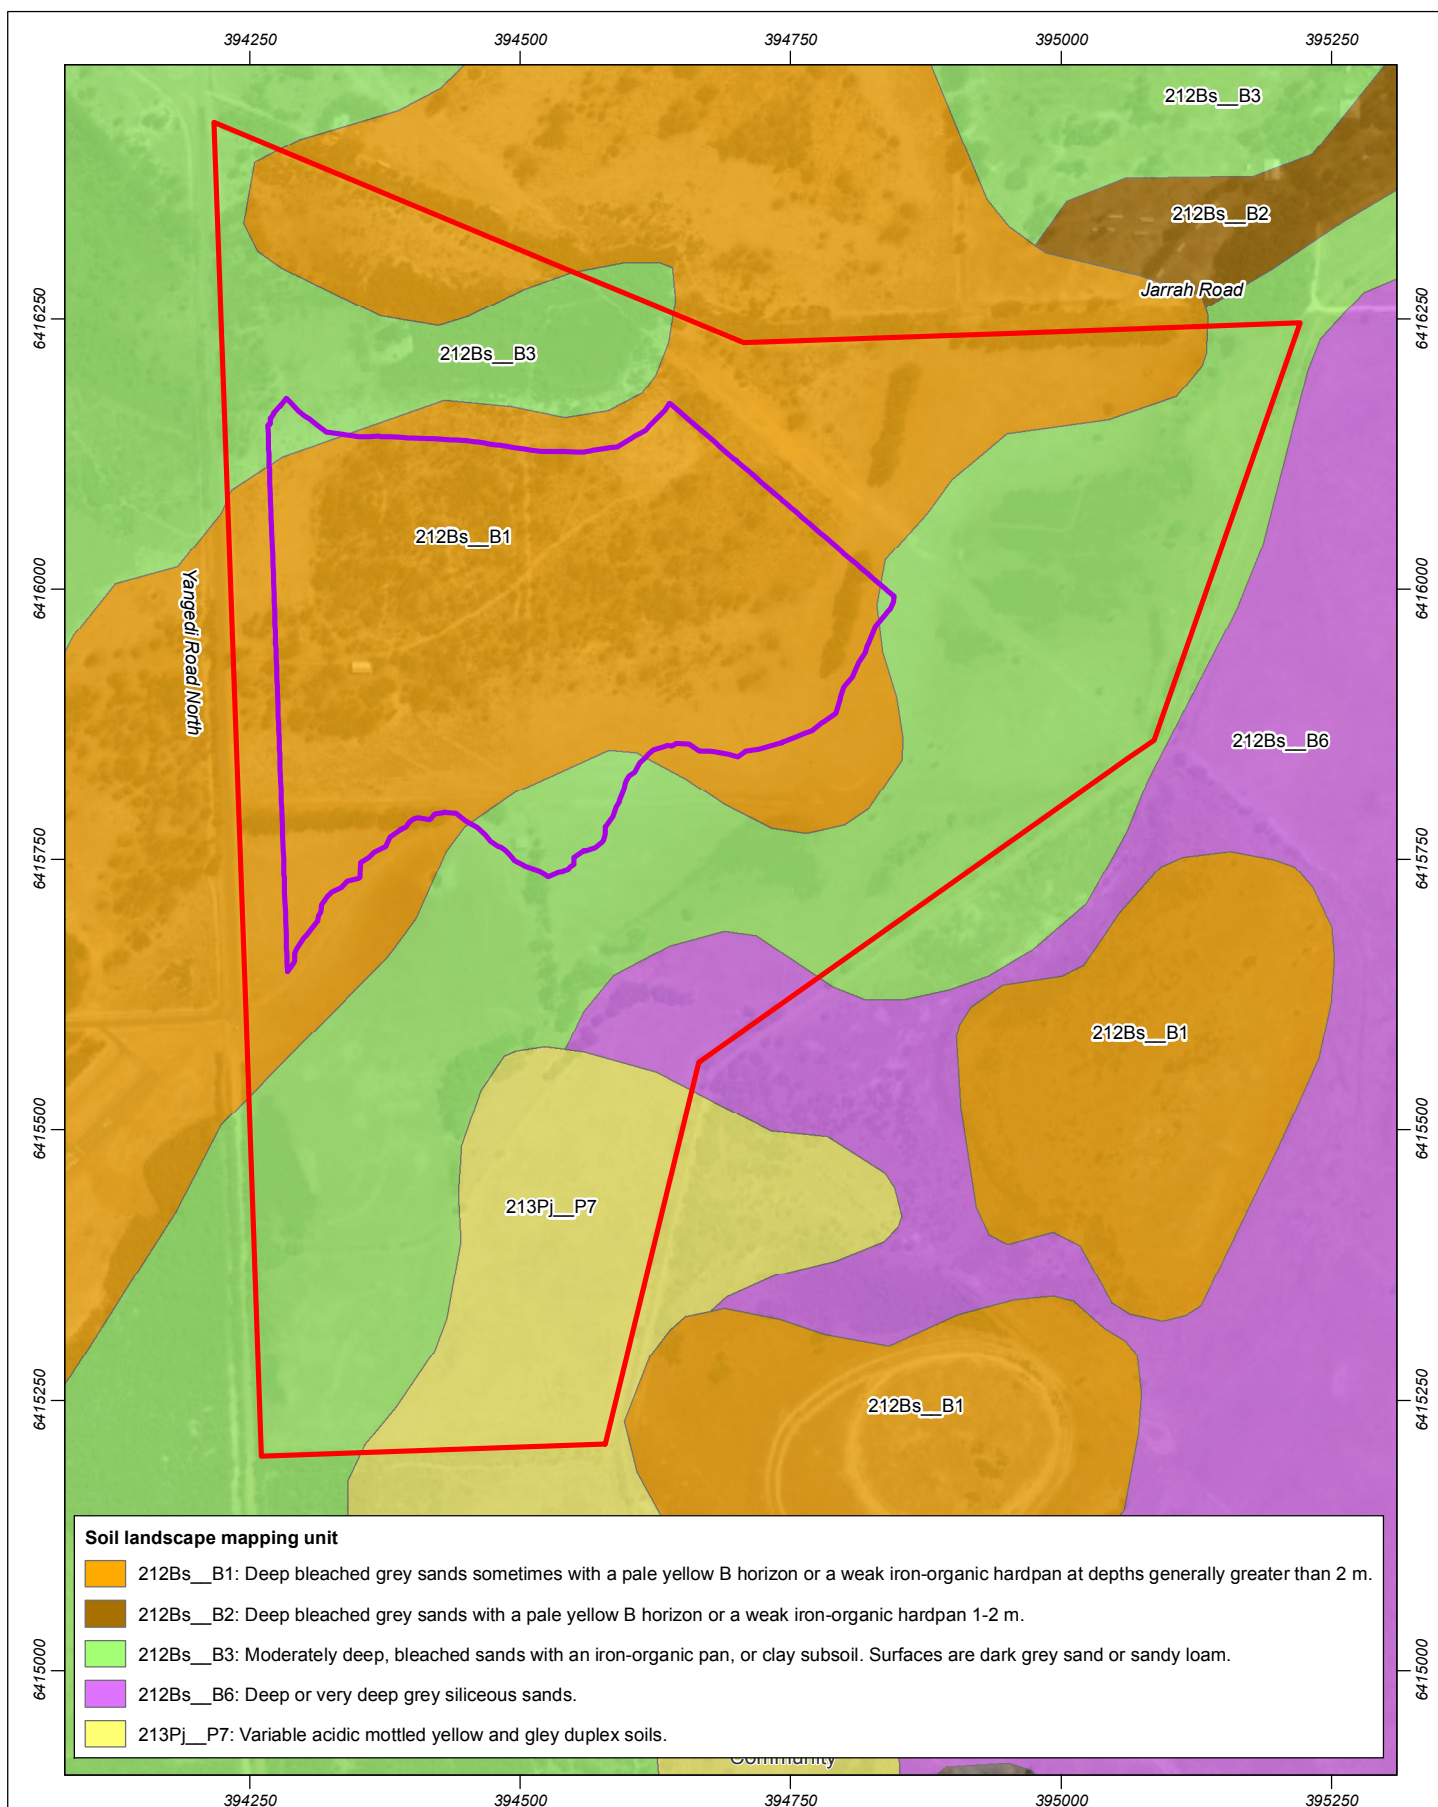 394250 394500 394750 395000 395250
212Bs__B3
212Bs__B2
Jarrah Road
6416250 6416250
212Bs__B3
212Bs__B1
6416000 6416000
Yangedi Road North
212Bs__B6
6415750 6415750
212Bs__B1
6415500 6415500
213Pj__P7
6415250 6415250
212Bs__B1
Soil landscape mapping unit
212Bs__B1: Deep bleached grey sands sometimes with a pale yellow B horizon or a weak iron-organic hardpan at depths generally greater than 2 m.
212Bs__B2: Deep bleached grey sands with a pale yellow B horizon or a weak iron-organic hardpan 1-2 m.
212Bs__B3: Moderately deep, bleached sands with an iron-organic pan, or clay subsoil. Surfaces are dark grey sand or sandy loam.
6415000 6415000
212Bs__B6: Deep or very deep grey siliceous sands.
213Pj__P7: Variable acidic mottled yellow and gley duplex soils.
Community
394250 394500 394750 395000 395250